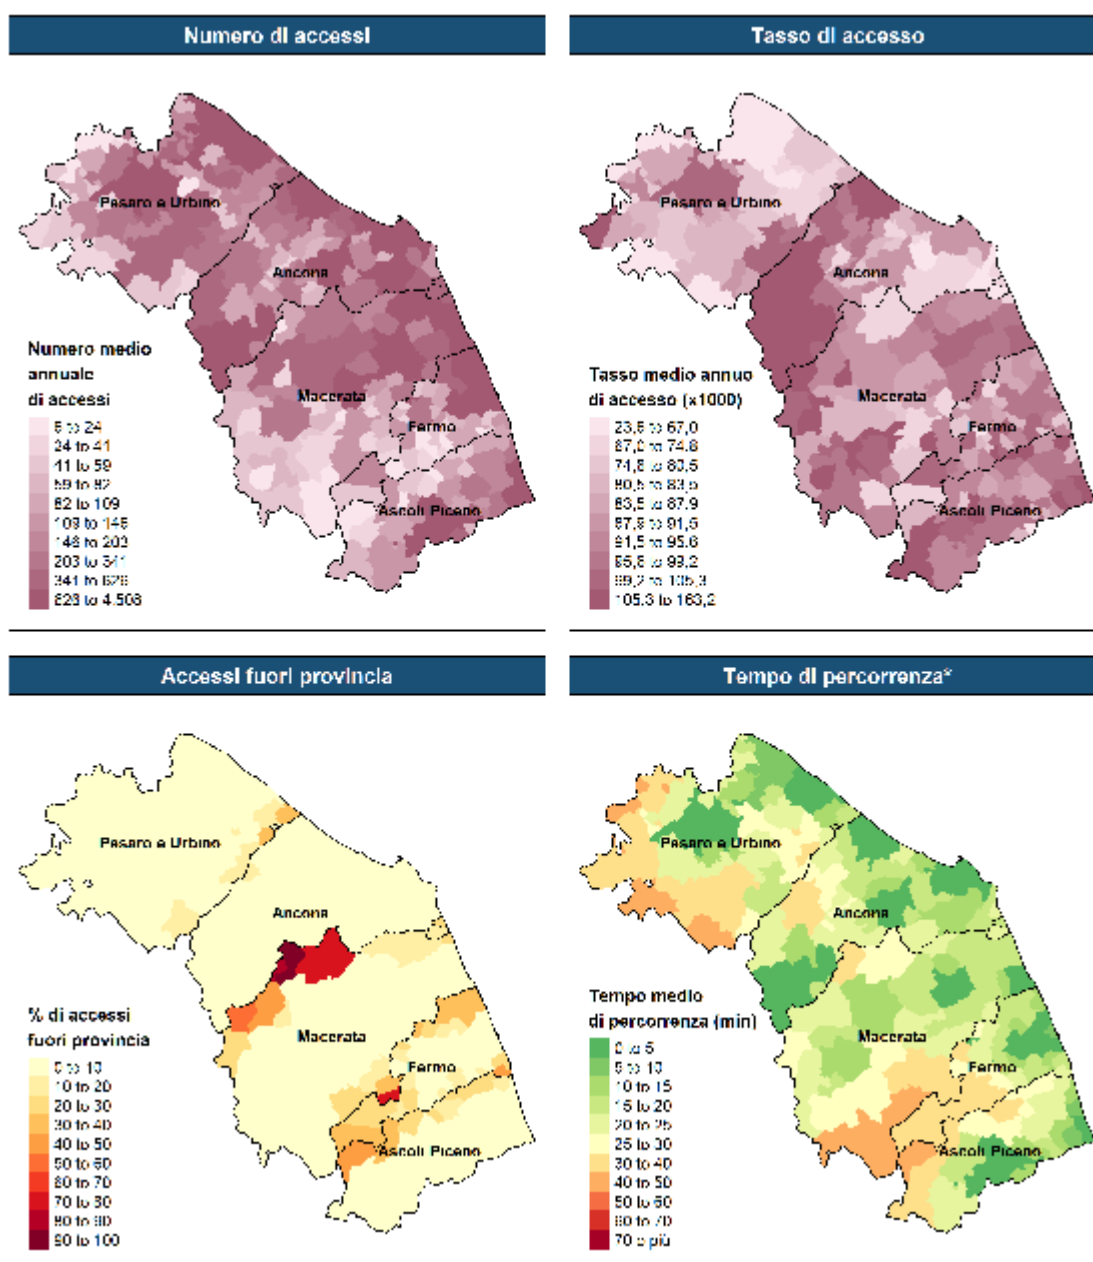 Numero di accessi
Pesaro e Urbino
Ancona
Macerata
Fermo
Ascoli Piceno
Numero medio
annuale
di accessi
24 to 41
41 to 59
59 to 82
82 to 109
109 to 146
146 to 203
203 to 341
341 to 626
626 to 4.508
Tasso di accesso
Pesaro e Urbino
Ancona
Macerata
Fermo
Ascoli Piceno
Tasso medio annuo
di accesso (x1000)
67,0 to 74,8
74,8 to 80,5
80,5 to 83,5
83,5 to 87,9
87,9 to 91,5
91,5 to 95,6
95,6 to 99,2
99,2 to 105,3
105,3 to 163,2
Accessi fuori provincia
Pesaro e Urbino
Ancona
Macerata
Fermo
Ascoli Piceno
% di accessi
fuori provincia
0 to 10
10 to 20
20 to 30
30 to 40
40 to 50
50 to 60
60 to 70
70 to 80
80 to 90
90 to 100
Tempo di percorrenza*
Pesaro e Urbino
Ancona
Macerata
Fermo
Ascoli Piceno
Tempo medio
di percorrenza (min)
0 to 5
5 to 10
10 to 15
15 to 20
20 to 25
25 to 30
30 to 40
40 to 50
50 to 60
60 to 70
70 o più